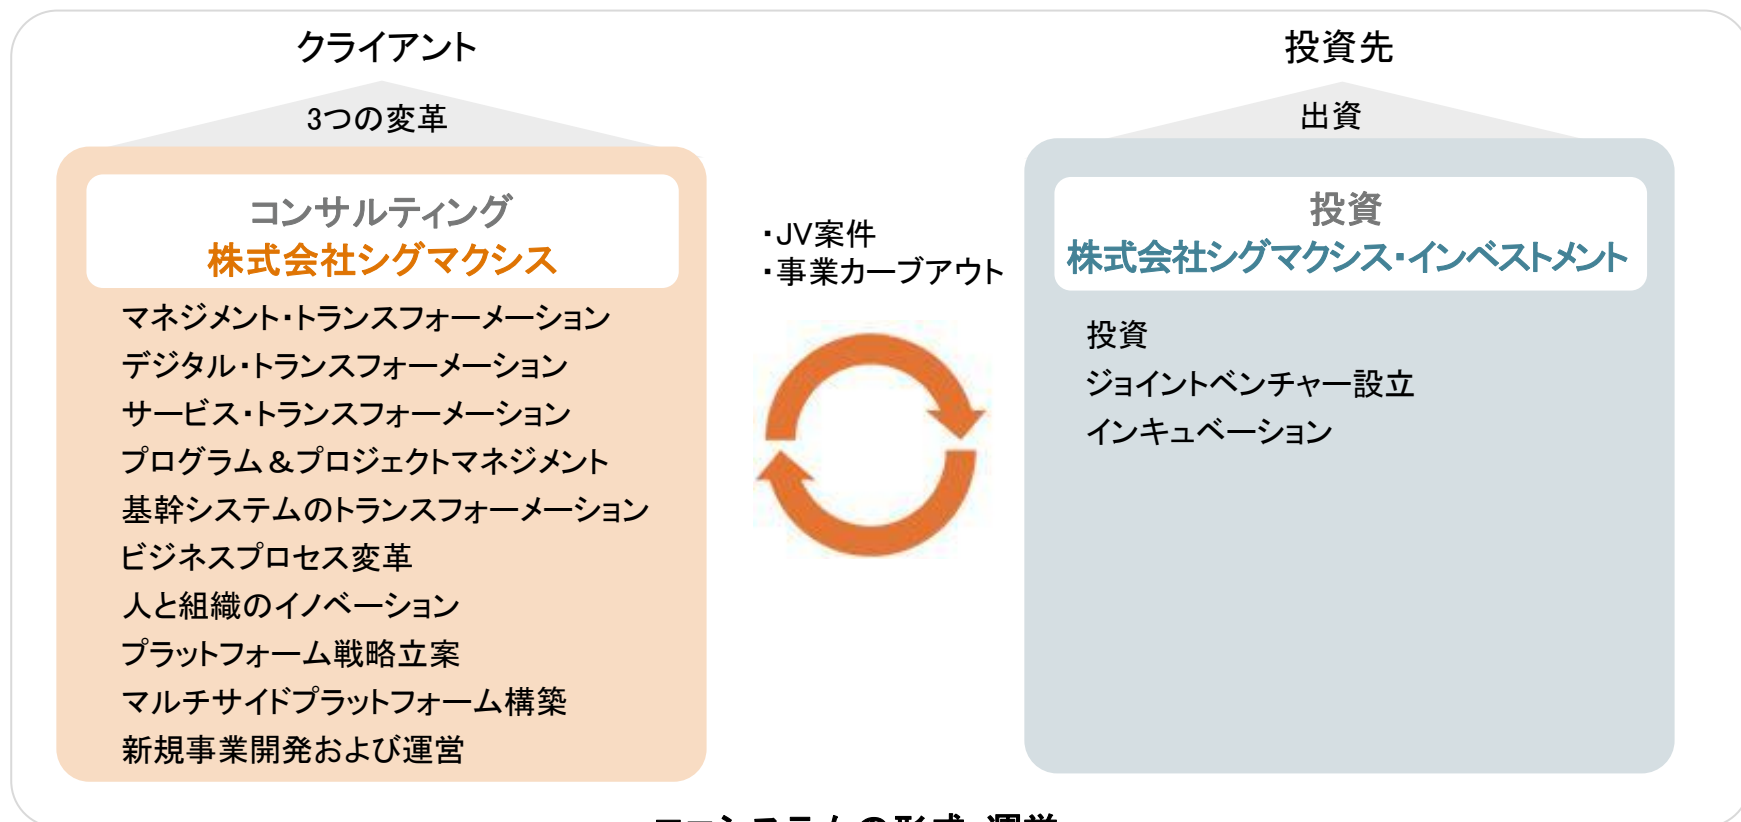 クライアント
3つの変革
コンサルティング
株式会社シグマクシス
マネジメント・トランスフォーメーション
デジタル・トランスフォーメーション
サービス・トランスフォーメーション
プログラム＆プロジェクトマネジメント
基幹システムのトランスフォーメーション
ビジネスプロセス変革
人と組織のイノベーション
プラットフォーム戦略立案
マルチサイドプラットフォーム構築
新規事業開発および運営
・JV案件
・事業カーブアウト
投資先
出資
投資
株式会社シグマクシス・インベストメント
投資
ジョイントベンチャー設立
インキュベーション